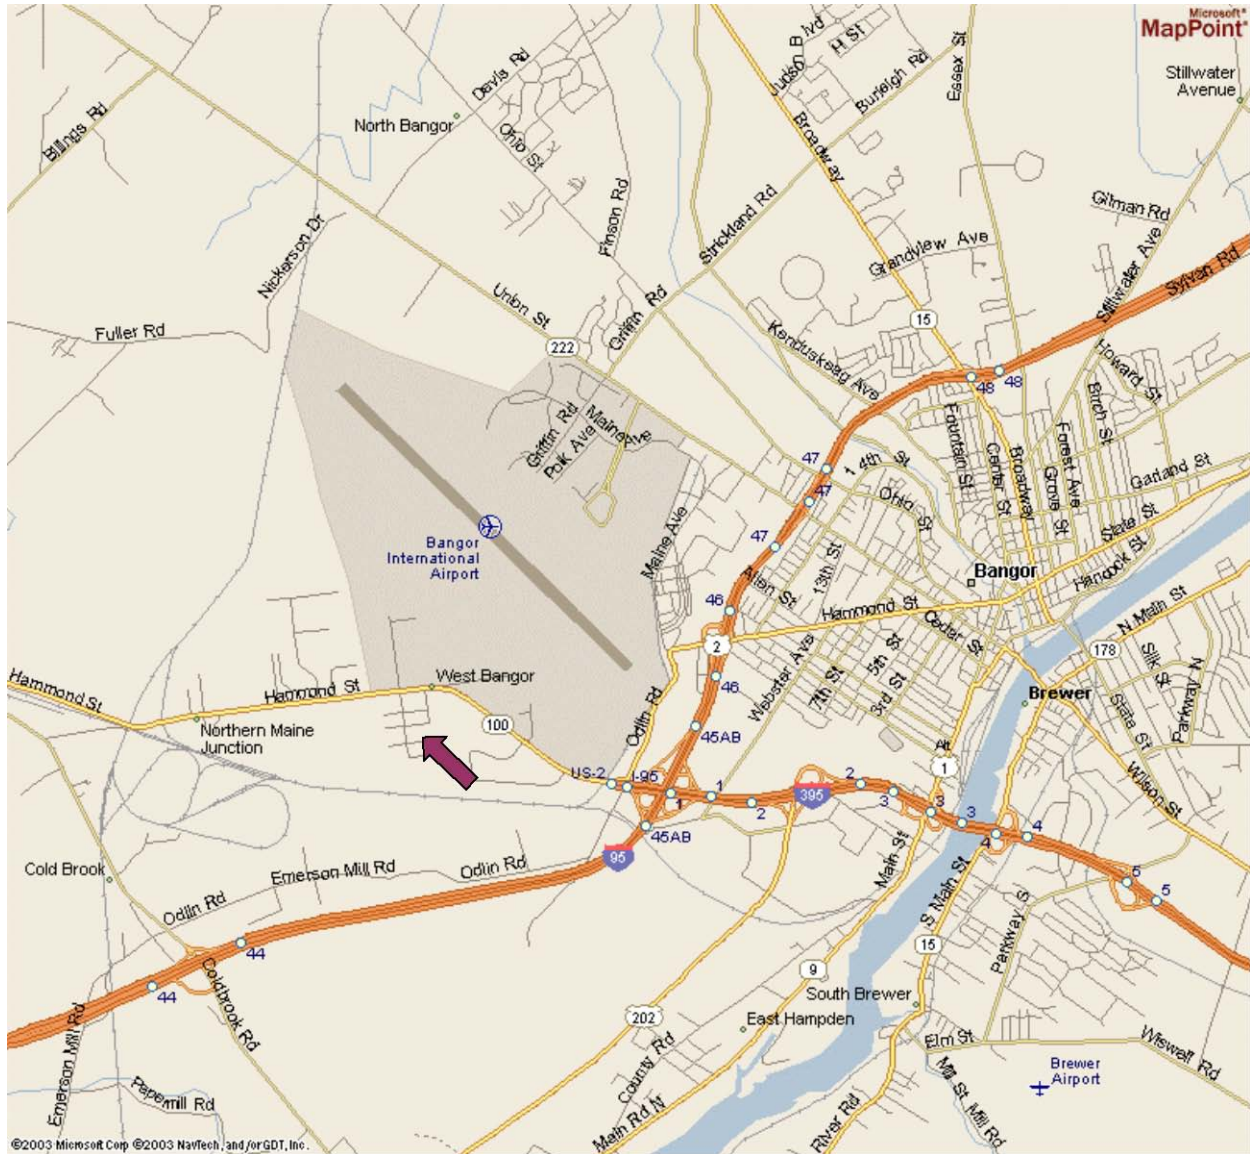 Microsoft®
MapPoint®
Judson Blvd
H St
Essex St
Stillwater
Avenue
Davis Rd
Burleigh Rd
North Bangor
Billings Rd
Ohio St
Broadway
Finson Rd
Gilman Rd
Strickland Rd
Nickerson Dr
Grandview Ave
Stillwater Ave
Sylvan Rd
Union St
Griffin Rd
Fuller Rd
15
222
Kenduskeag Ave
Howard St
48
48
Birch St
Griffin Rd
Maine Ave
Polk Ave
Fountain St
Center St
Broadway
Forest Ave
Grove St
Garland St
47
1 4th St
47
Ohio St
State St
Bangor
International
Airport
Maine Ave
47
Allen St
13th St
Bangor
Hancock St
46
Hammond St
Cedar St
N Main St
2
178
5th St
Silk St
Parkway N
Hammond St
Hammond St
West Bangor
46
Webster Ave
7th St
3rd St
Brewer
State St
Northern Maine
Junction
100
Odlin Rd
45AB
Alt
1
Wilson St
US-2
I-95
1
1
2
395
2
3
3
3
4
4
45AB
95
Cold Brook
Emerson Mill Rd
Odlin Rd
Main St
S Main St
5
5
Odlin Rd
44
44
Coldbrook Rd
15
Parkway S
9
South Brewer
202
East Hampden
Elm St
Wiswell Rd
Emerson Mill Rd
County Rd
Brewer
Airport
Papermill Rd
Main Rd N
River Rd
Mill St
Mill Rd
©2003 Microsoft Corp ©2003 NavTech, and/or GDT, Inc.